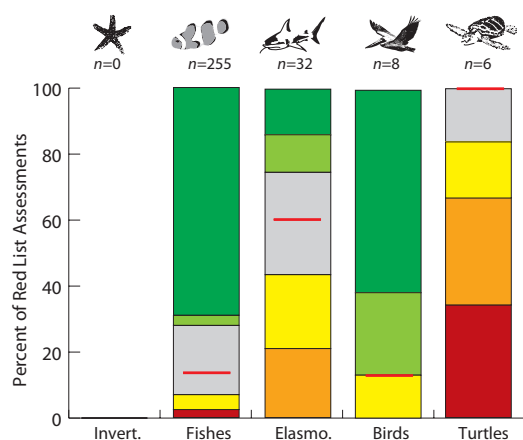 n=0 n=255 n=32 n=8 n=6
Percent of Red List Assessments
100
80
60
40
20
0
Invert. Fishes Elasmo. Birds Turtles